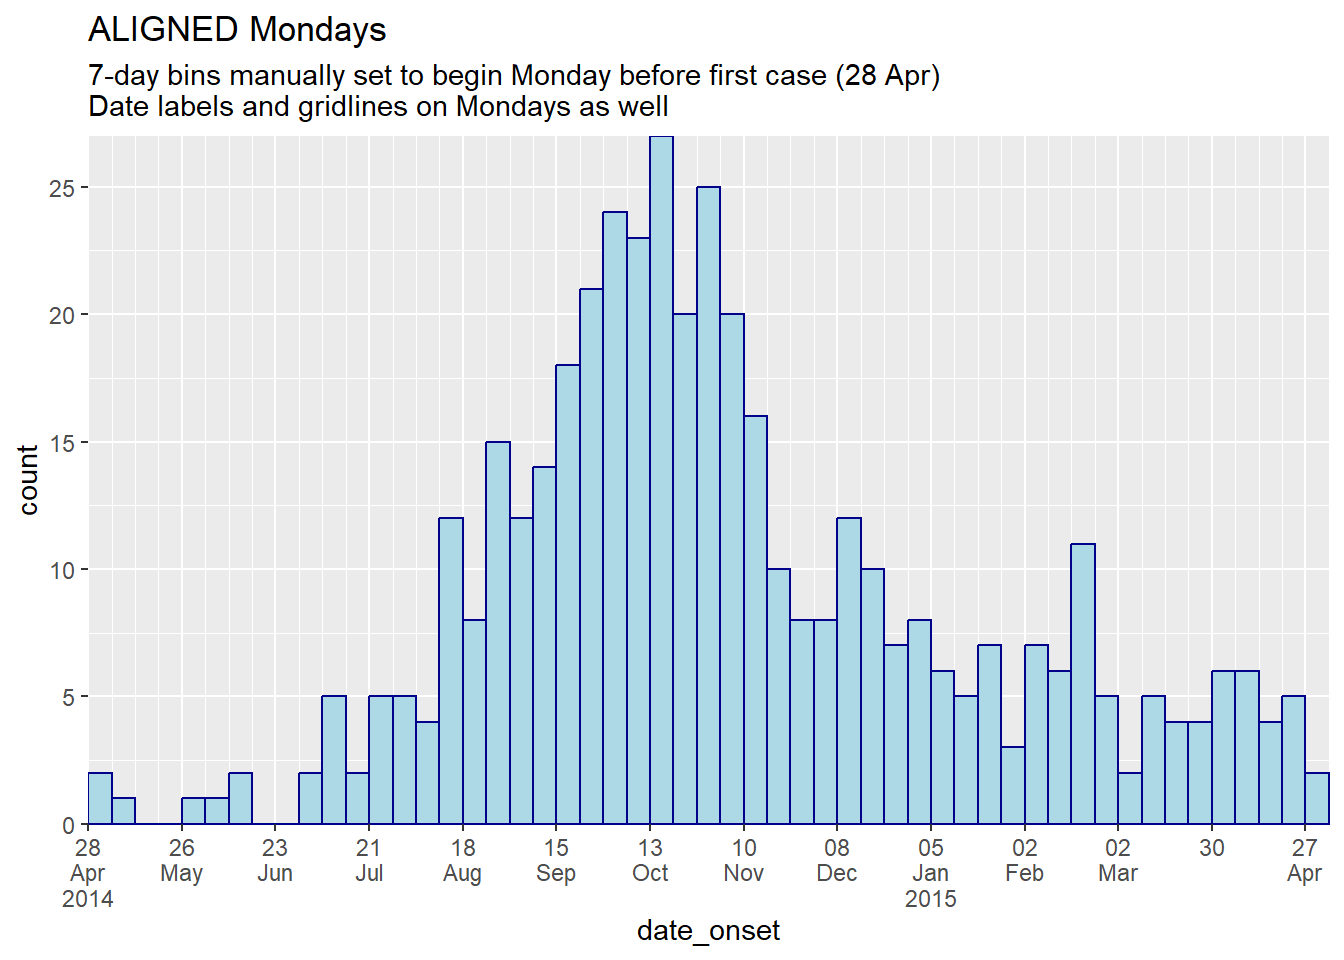 ALIGNED Mondays
7-day bins manually set to begin Monday before first case (28 Apr)
Date labels and gridlines on Mondays as well
count
25
20
15
10
5
0
28 26 23 21 18 15 13 10 08 05 02 02 30 27
Apr May Jun Jul Aug Sep Oct Nov Dec Jan Feb Mar Apr
2014 2015
date_onset